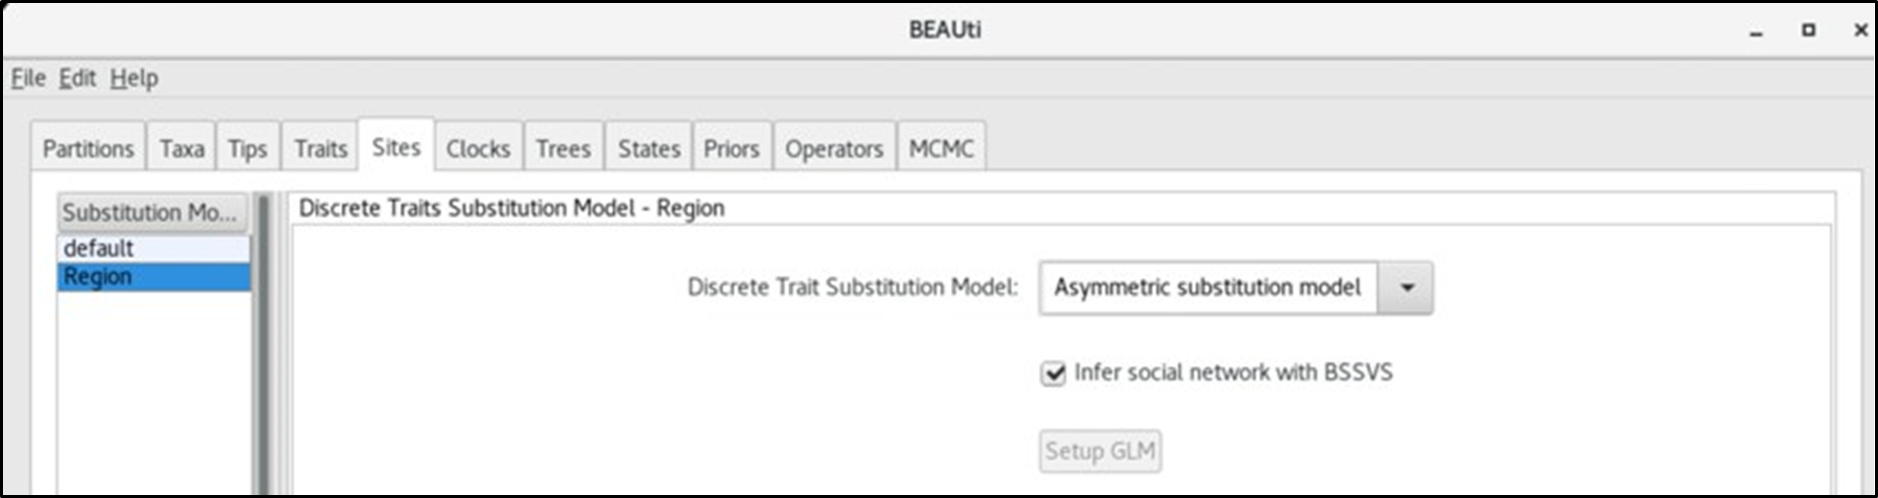 BEAUti
File Edit Help
Partitions Taxa Tips Traits Sites Clocks Trees States Priors Operators MCMC
Substitution Mo...
Discrete Traits Substitution Model - Region
default
Region
Discrete Trait Substitution Model: Asymmetric substitution model
Infer social network with BSSVS
Setup GLM